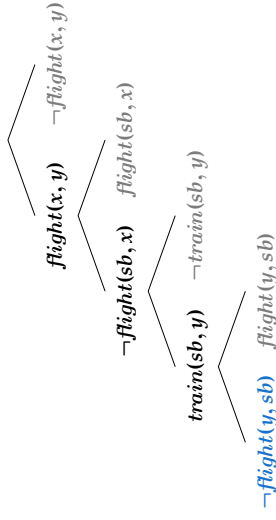 flight(x, y) ¬flight(x, y)
¬flight(sb, x) flight(sb, x)
train(sb, y) ¬train(sb, y)
¬flight(y, sb) flight(y, sb)